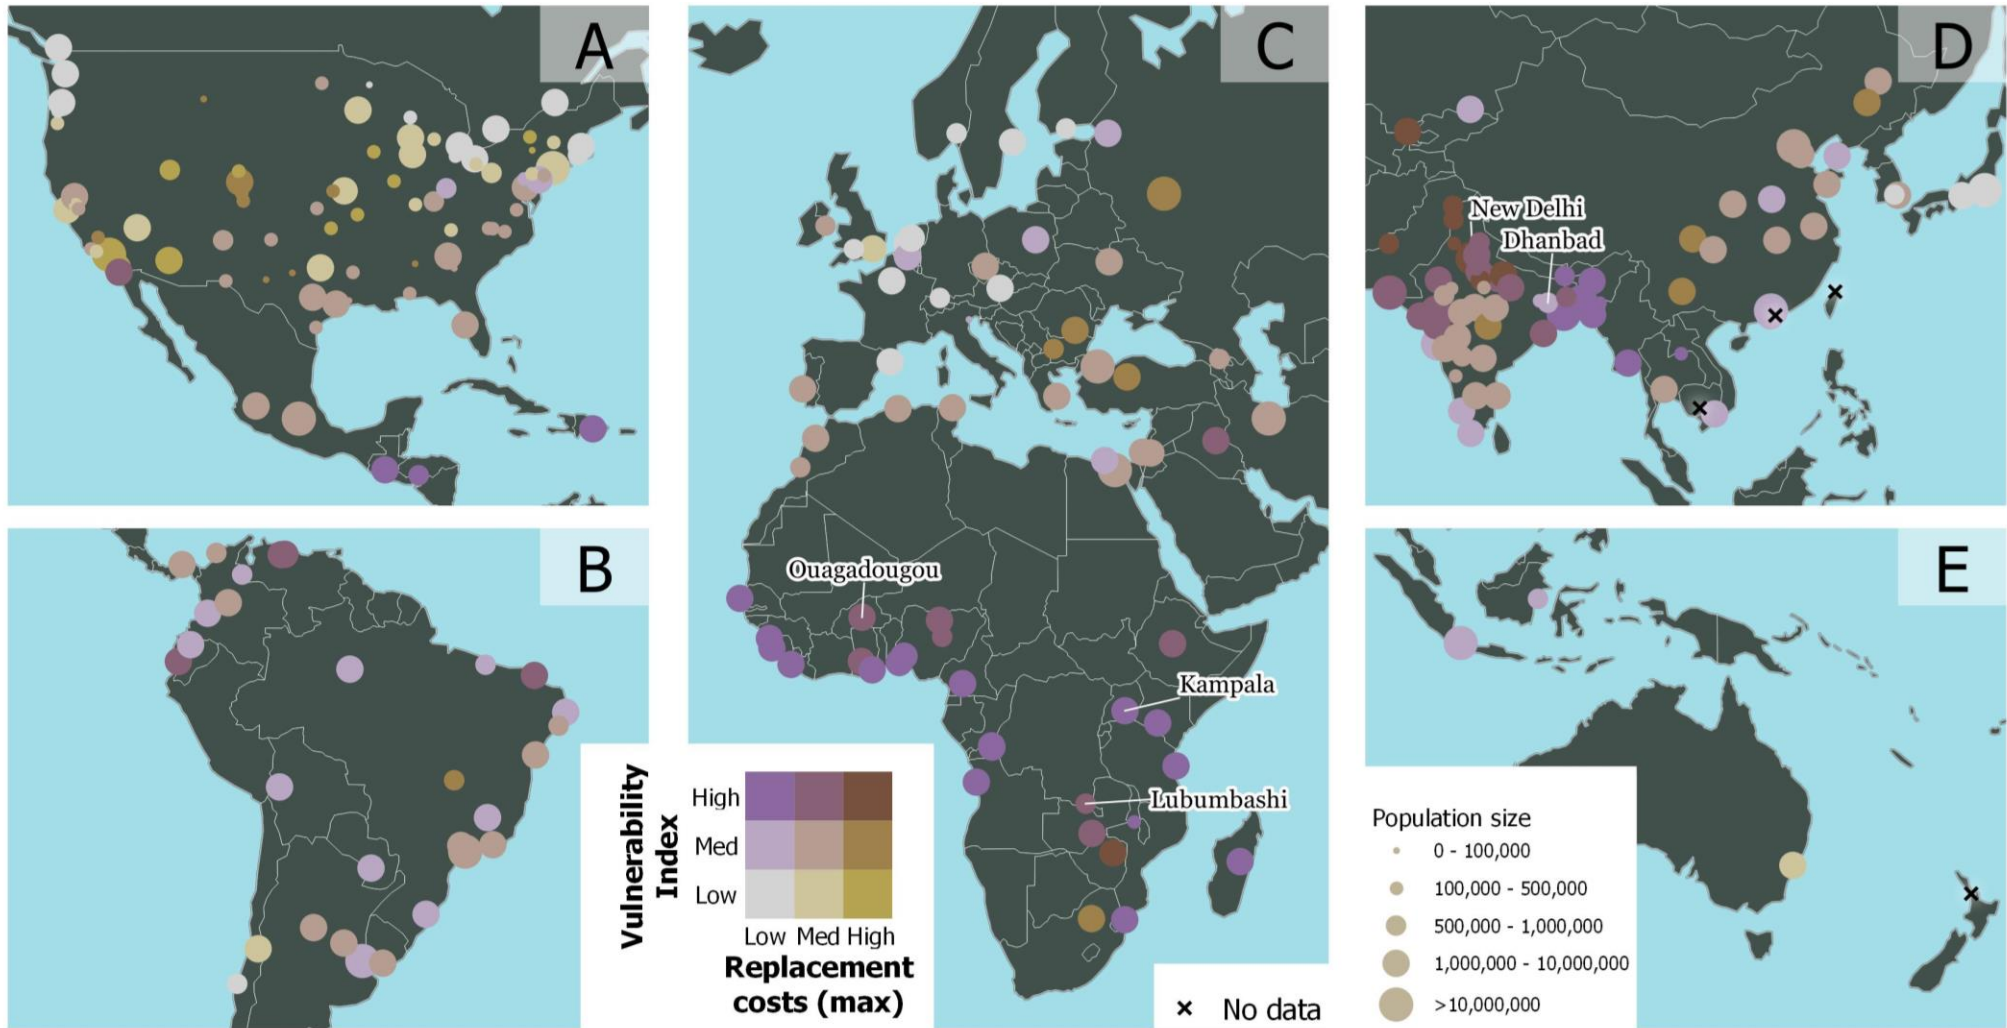 A
B
C
D
E
New Delhi
Dhanbad
Ouagadougou
Kampala
Lubumbashi
Vulnerability
Index
High
Med
Low
Low Med High
Replacement
costs (max)
× No data
Population size
0 - 100,000
100,000 - 500,000
500,000 - 1,000,000
1,000,000 - 10,000,000
>10,000,000